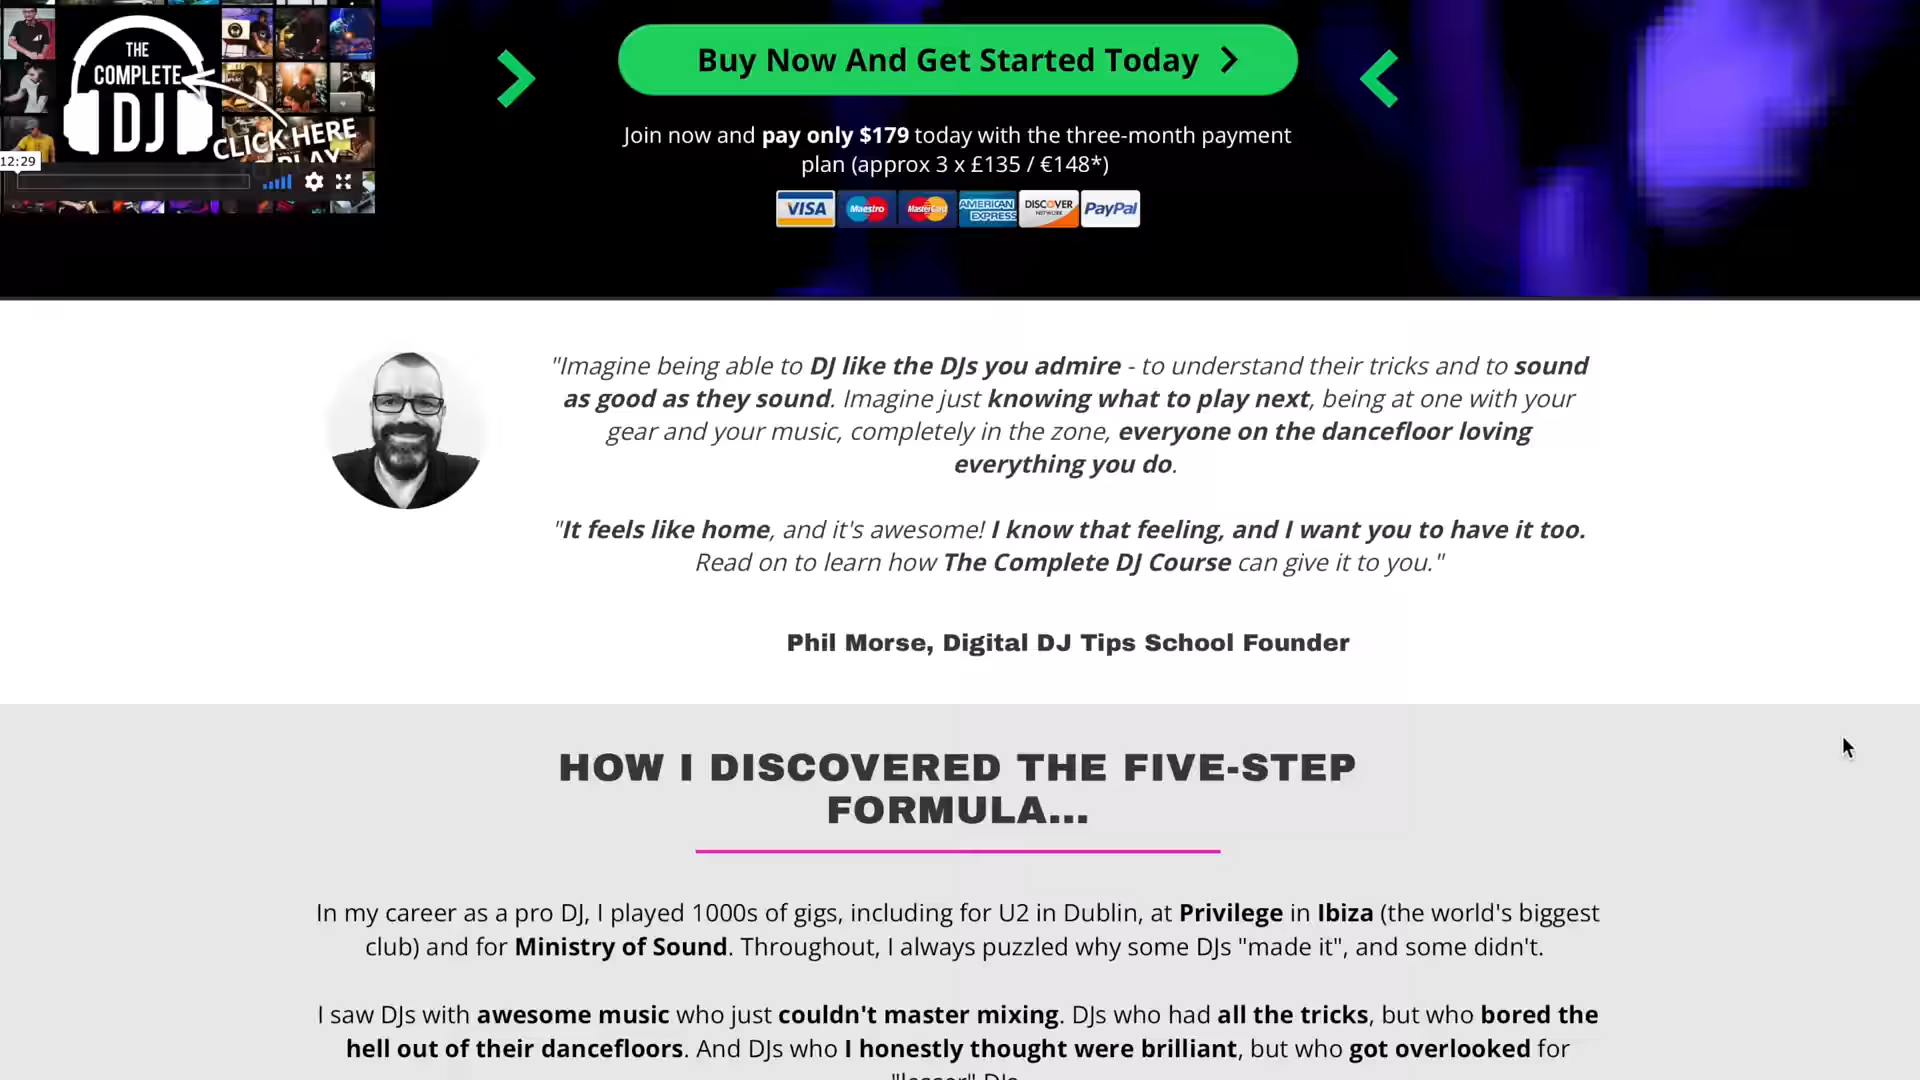 THE
COMPLETE
DJ
CLICK HERE
12:29
Buy Now And Get Started Today
Join now and pay only $179 today with the three-month payment
plan (approx 3 x £135 / €148*)
VISA Maestro MasterCard AMERICAN EXPRESS DISCOVER NETWORK PayPal
"Imagine being able to DJ like the DJs you admire - to understand their tricks and to sound
as good as they sound. Imagine just knowing what to play next, being at one with your
gear and your music, completely in the zone, everyone on the dancefloor loving
everything you do.
"It feels like home, and it's awesome! I know that feeling, and I want you to have it too.
Read on to learn how The Complete DJ Course can give it to you."
Phil Morse, Digital DJ Tips School Founder
HOW I DISCOVERED THE FIVE-STEP
FORMULA...
In my career as a pro DJ, I played 1000s of gigs, including for U2 in Dublin, at Privilege in Ibiza (the world's biggest
club) and for Ministry of Sound. Throughout, I always puzzled why some DJs "made it", and some didn't.
I saw DJs with awesome music who just couldn't master mixing. DJs who had all the tricks, but who bored the
hell out of their dancefloors. And DJs who I honestly thought were brilliant, but who got overlooked for